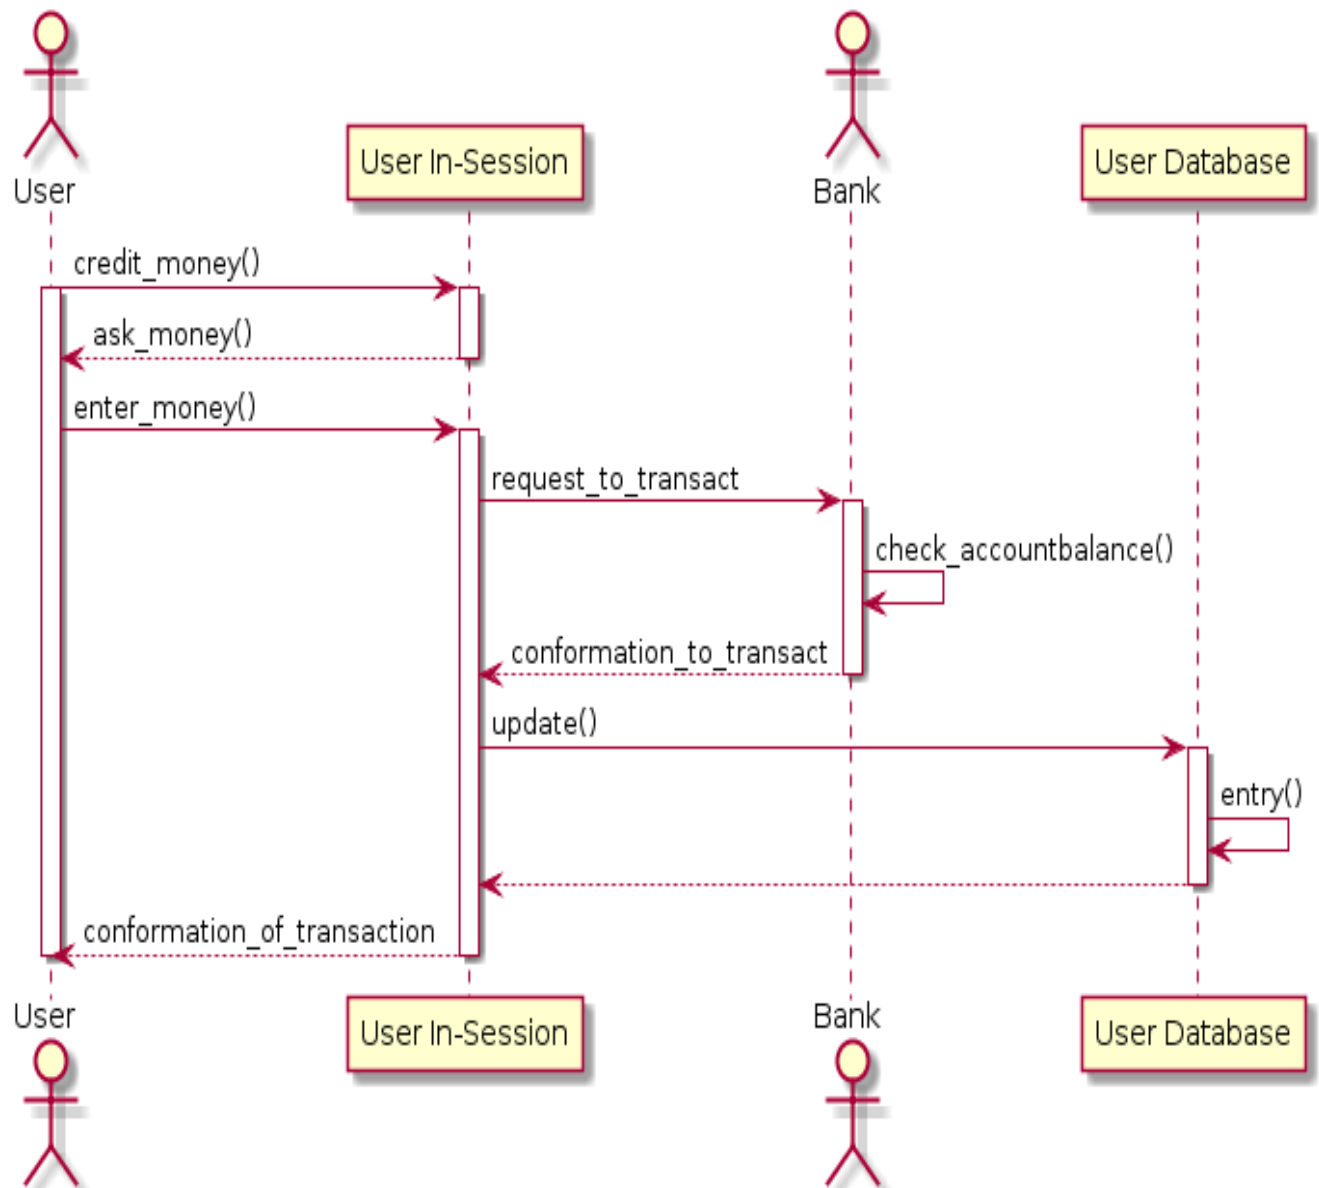 User
User In-Session
Bank
User Database
credit_money()
ask_money()
enter_money()
request_to_transact
check_accountbalance()
conformation_to_transact
update()
entry()
conformation_of_transaction
User
User In-Session
Bank
User Database